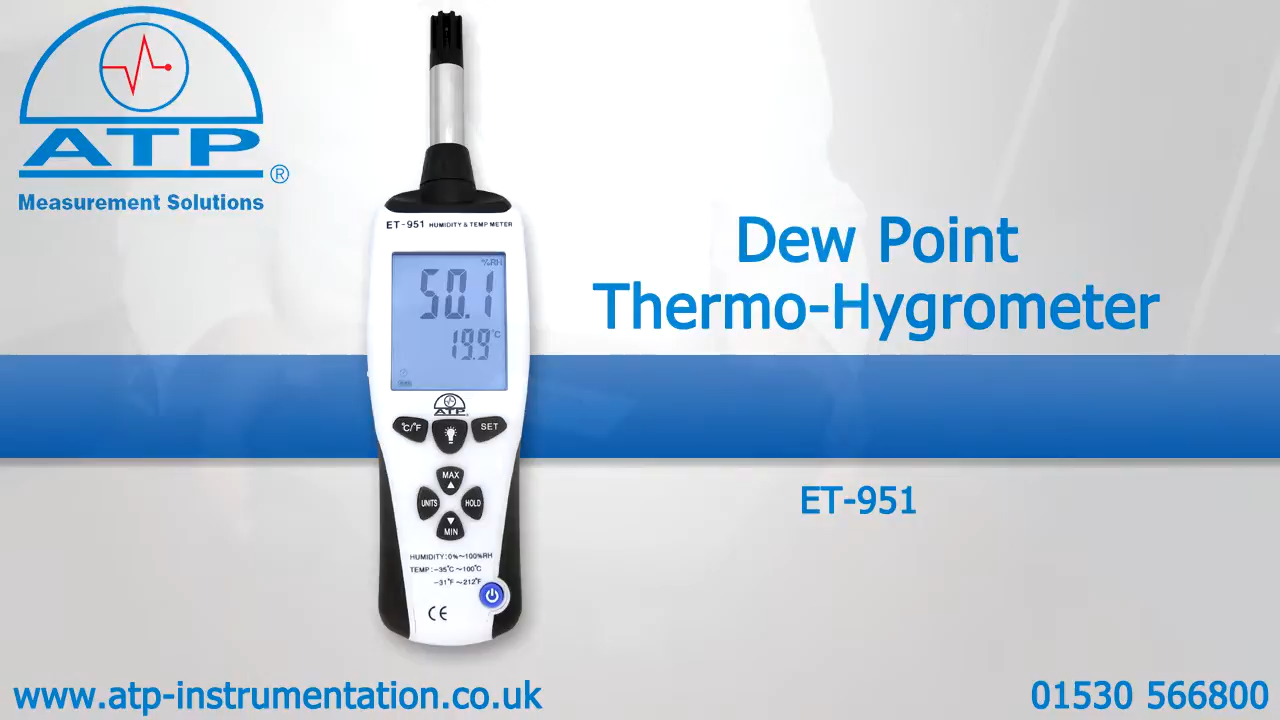 ATP
®
Measurement Solutions
ET-951 HUMIDITY & TEMP METER
%RH
50.1
19.9 °C
ATP
°C/°F
SET
MAX
UNITS
HOLD
MIN
HUMIDITY:0%~100%RH
TEMP:-35°C~100°C
-31°F~212°F
CE
Dew Point
Thermo-Hygrometer
ET-951
www.atp-instrumentation.co.uk
01530 566800